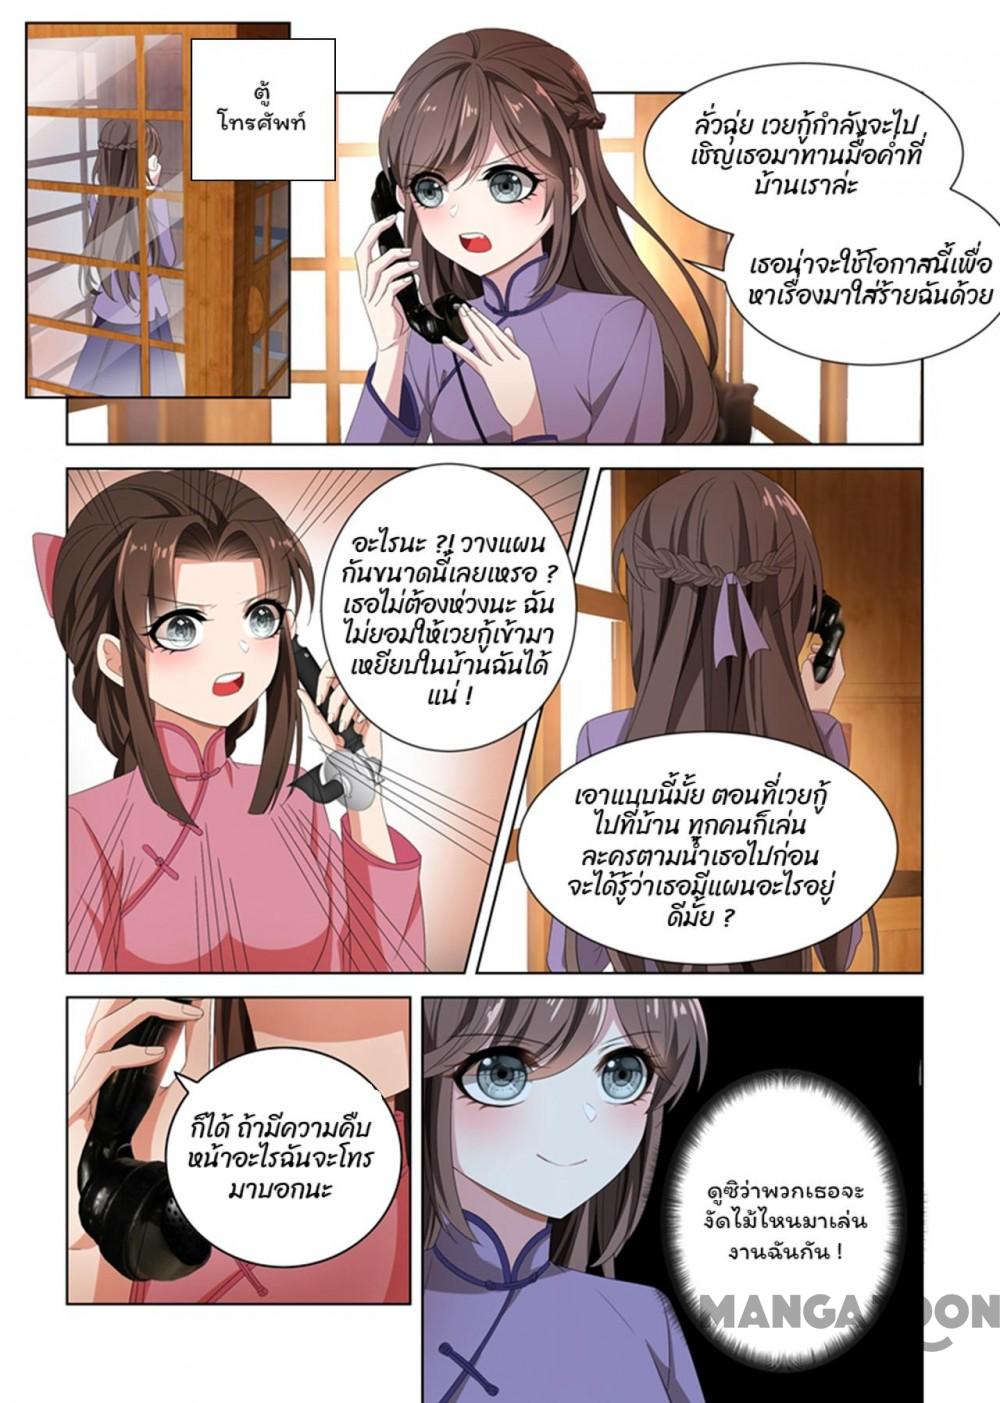 ตู้
โทรศัพท์
ลั่วฉุ่ย เวยกู้กำลังจะไป
เชิญเธอมาทานมื้อค่ำที่
บ้านเราล่ะ
เธอน่าจะใช้โอกาสนี้เพื่อ
หาเรื่องมาใส่ร้ายฉันด้วย
อะไรนะ ?! วางแผน
กันขนาดนี้เลยเหรอ ?
เธอไม่ต้องห่วงนะ ฉัน
ไม่ยอมให้เวยกู้เข้ามา
เหยียบในบ้านฉันได้
แน่ !
เอาแบบนี้มั้ย ตอนที่เวยกู้
ไปที่บ้าน ทุกคนก็เล่น
ละครตามน้ำเธอไปก่อน
จะได้รู้ว่าเธอมีแผนอะไรอยู่
ดีมั้ย ?
ก็ได้ ถ้ามีความคืบ
หน้าอะไรฉันจะโทร
มาบอกนะ
ดูซิว่าพวกเธอจะ
งัดไม้ไหนมาเล่น
งานฉันกัน !
MANGATOON